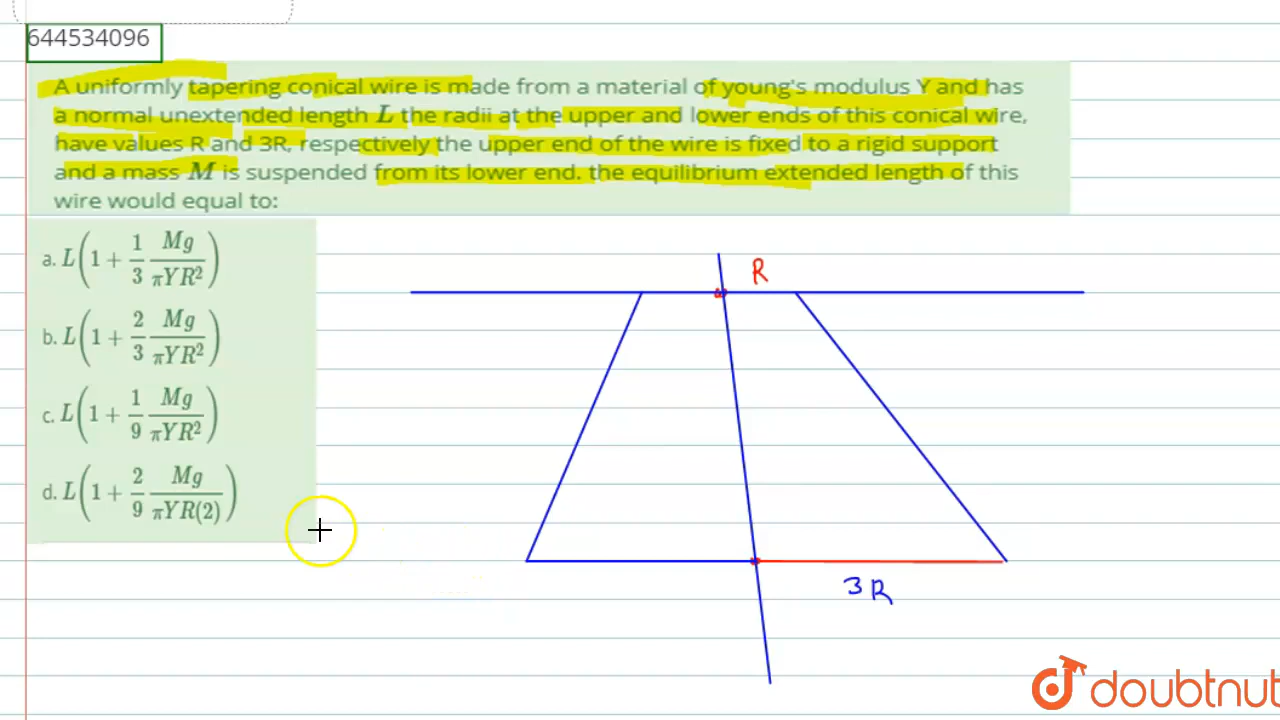 644534096
A uniformly tapering conical wire is made from a material of young's modulus Y and has
a normal unextended length L the radii at the upper and lower ends of this conical wire,
have values R and 3R, respectively the upper end of the wire is fixed to a rigid support
and a mass M is suspended from its lower end. the equilibrium extended length of this
wire would equal to:
a. L(1 + 1/3 Mg/πYR²)
b. L(1 + 2/3 Mg/πYR²)
c. L(1 + 1/9 Mg/πYR²)
d. L(1 + 2/9 Mg/πYR(2))
R
3R
doubtnut